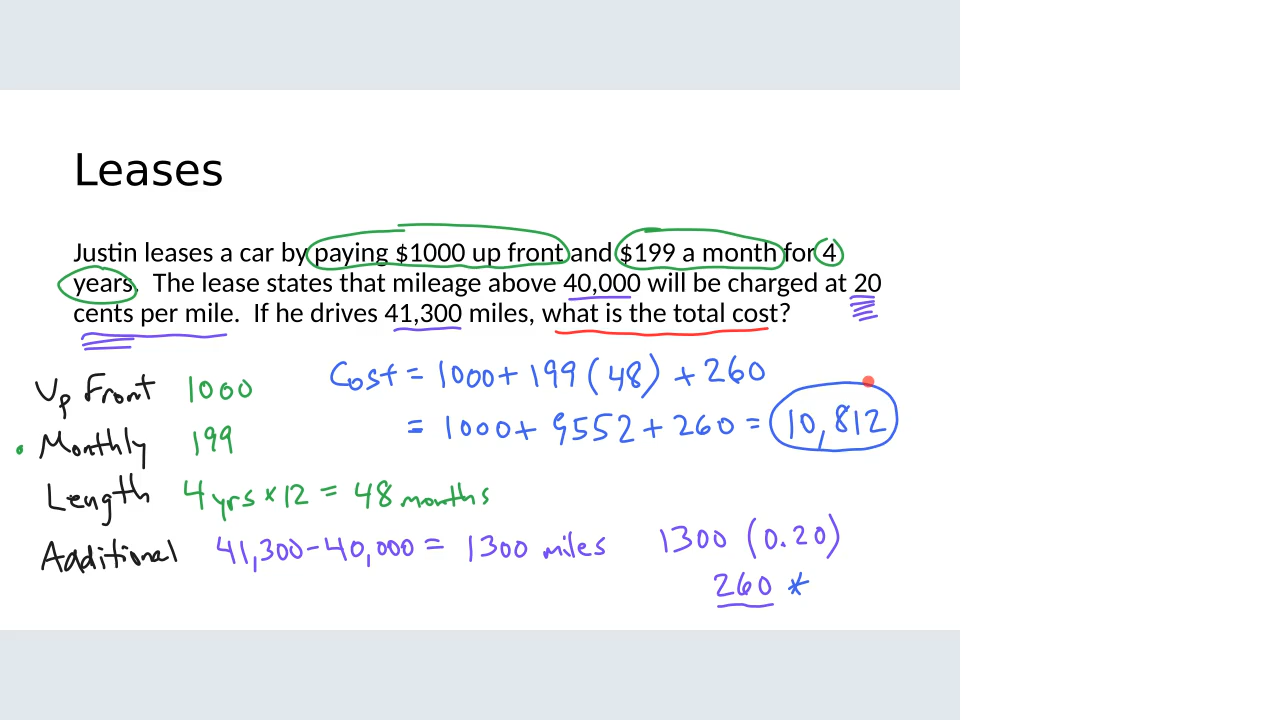 Leases
Justin leases a car by paying $1000 up front and $199 a month for 4
years. The lease states that mileage above 40,000 will be charged at 20
cents per mile. If he drives 41,300 miles, what is the total cost?
Cost = 1000 + 199 (48) + 260
= 1000 + 9552 + 260 = 10,812
Up Front 1000
Monthly 199
Length 4 yrs × 12 = 48 months
Additional 41,300 - 40,000 = 1300 miles 1300 (0.20)
260 *